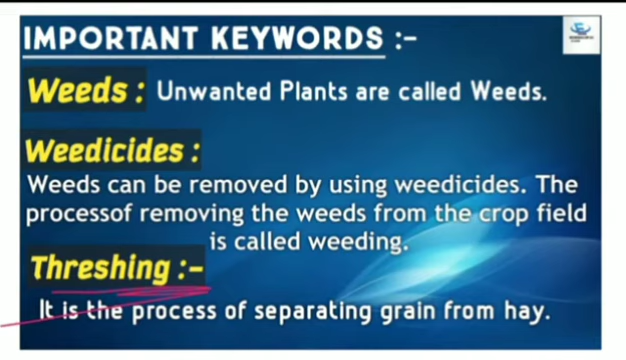 IMPORTANT KEYWORDS :-
Weeds : Unwanted Plants are called Weeds.
Weedicides :
Weeds can be removed by using weedicides. The
processof removing the weeds from the crop field
is called weeding.
Threshing :-
It is the process of separating grain from hay.